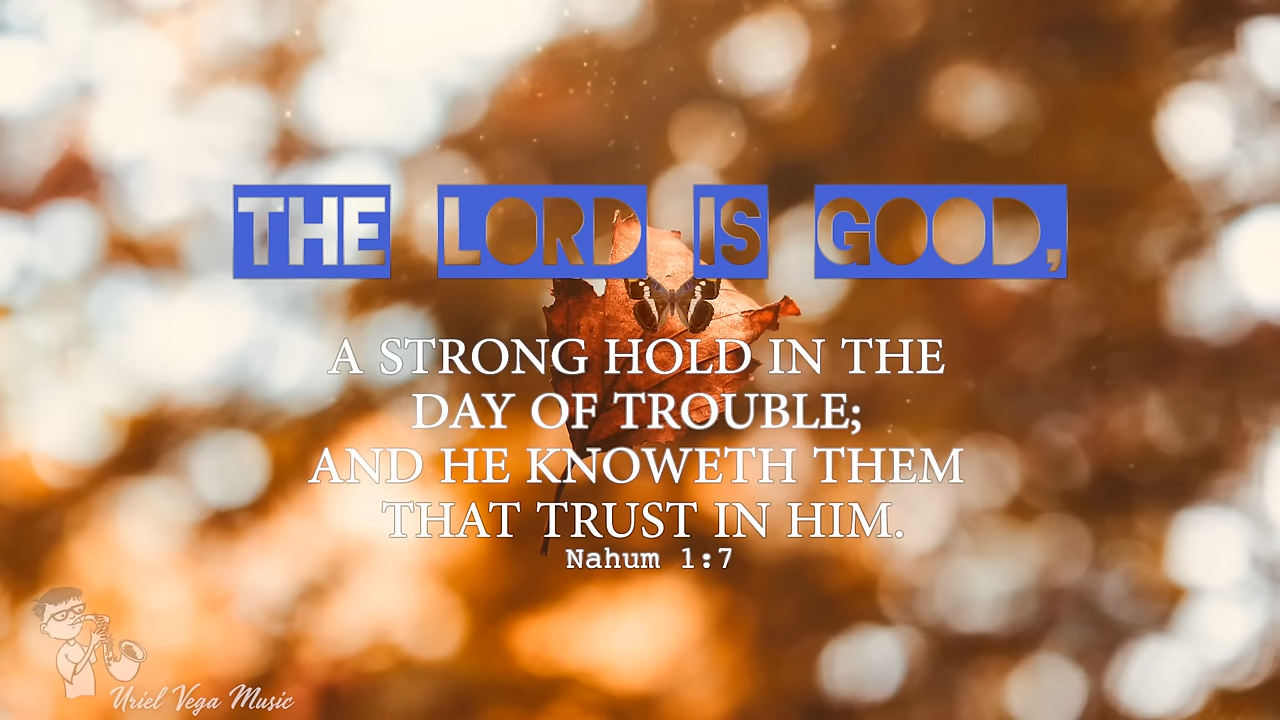 THE LORD IS GOOD,
A STRONG HOLD IN THE
DAY OF TROUBLE;
AND HE KNOWETH THEM
THAT TRUST IN HIM.
Nahum 1:7
Uriel Vega Music